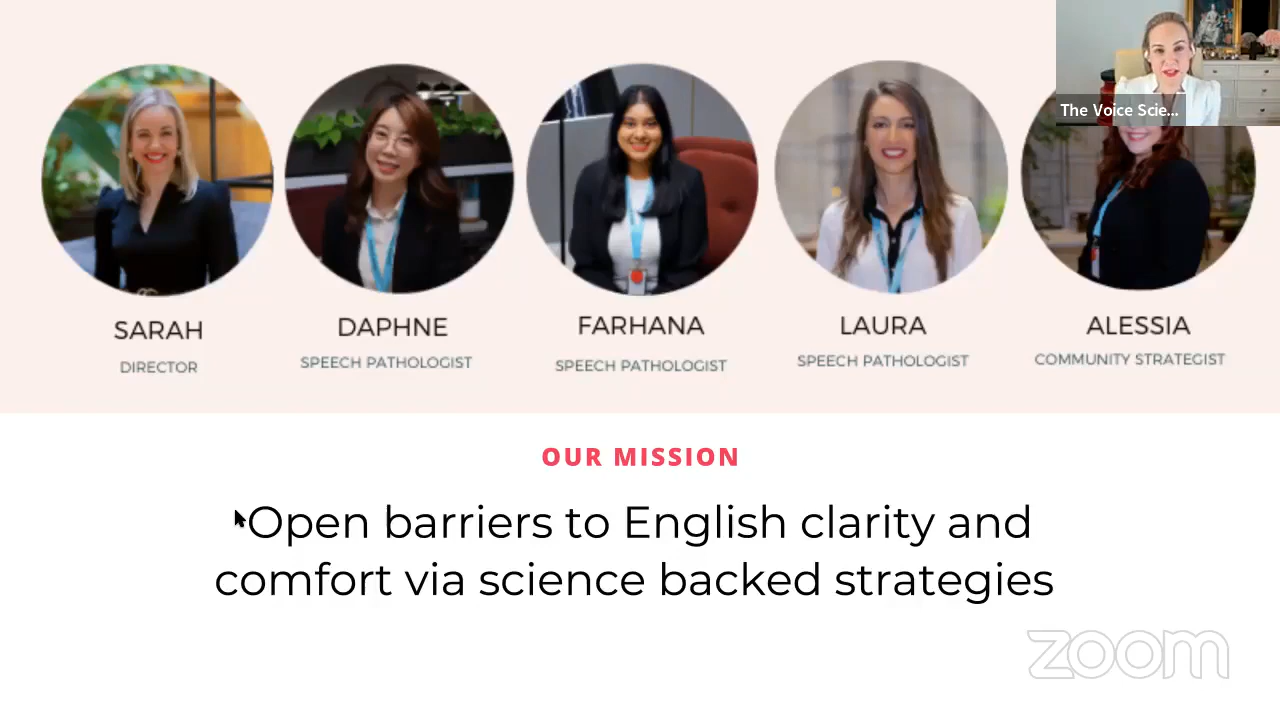 The Voice Scie...
SARAH
DIRECTOR
DAPHNE
SPEECH PATHOLOGIST
FARHANA
SPEECH PATHOLOGIST
LAURA
SPEECH PATHOLOGIST
ALESSIA
COMMUNITY STRATEGIST
OUR MISSION
Open barriers to English clarity and
comfort via science backed strategies
zoom